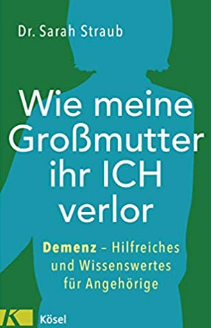 Dr. Sarah Straub
Wie meine
Großmutter
ihr ICH
verlor
Demenz – Hilfreiches
und Wissenswertes
für Angehörige
K Kösel